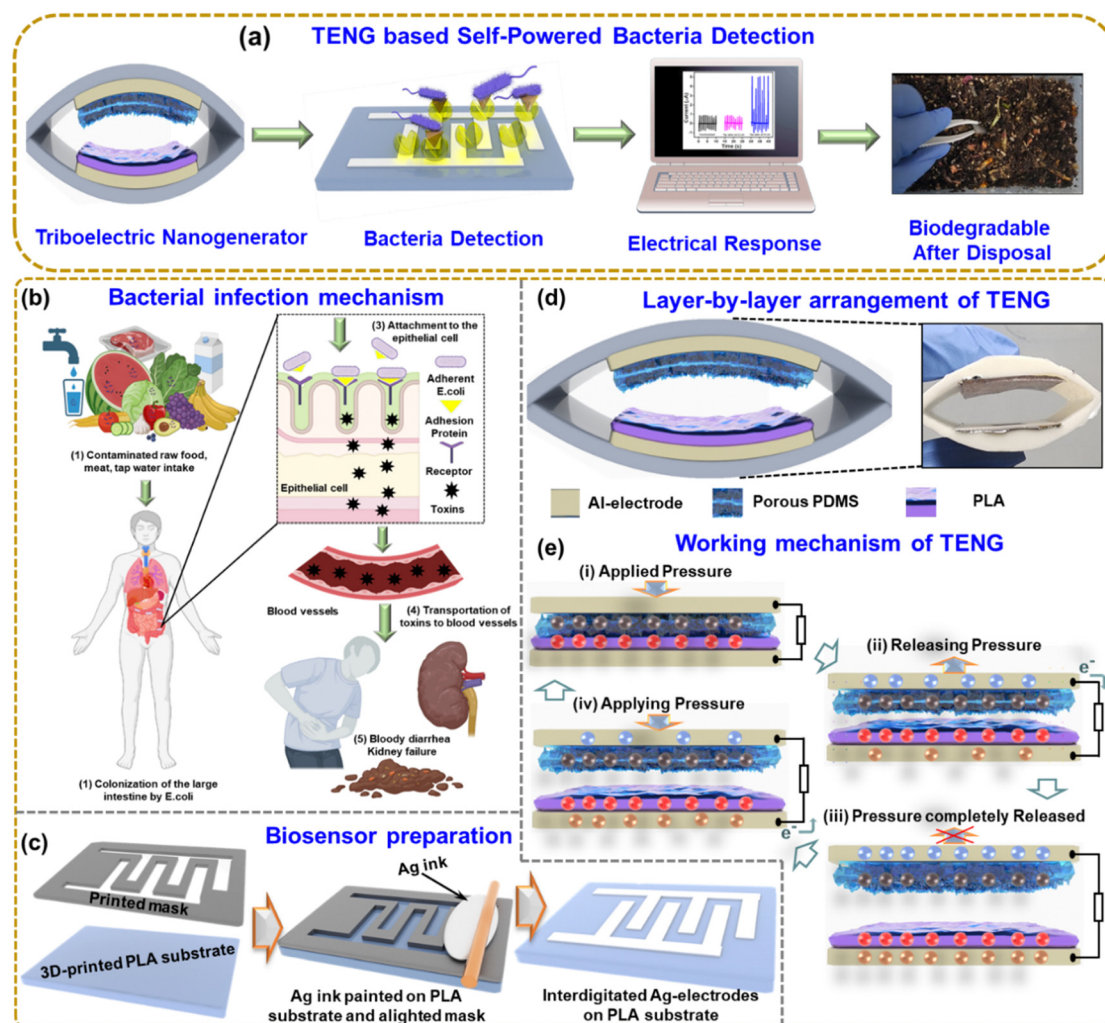 (a) TENG based Self-Powered Bacteria Detection
Triboelectric Nanogenerator
Bacteria Detection
Time (s)
Electrical Response
Biodegradable
After Disposal
(b) Bacterial infection mechanism
(1) Contaminated raw food,
meat, tap water intake
(1) Colonization of the large
intestine by E.coli
(3) Attachment to the
epithelial cell
Adherent
E.coli
Adhesion
Protein
Receptor
Toxins
Epithelial cell
Blood vessels
(4) Transportation of
toxins to blood vessels
(5) Bloody diarrhea
Kidney failure
(c) Biosensor preparation
Printed mask
3D-printed PLA substrate
Ag ink
Ag ink painted on PLA
substrate and alighted mask
Interdigitated Ag-electrodes
on PLA substrate
(d) Layer-by-layer arrangement of TENG
Al-electrode
Porous PDMS
PLA
(e) Working mechanism of TENG
(i) Applied Pressure
(ii) Releasing Pressure
e-
(iii) Pressure completely Released
(iv) Applying Pressure
e-